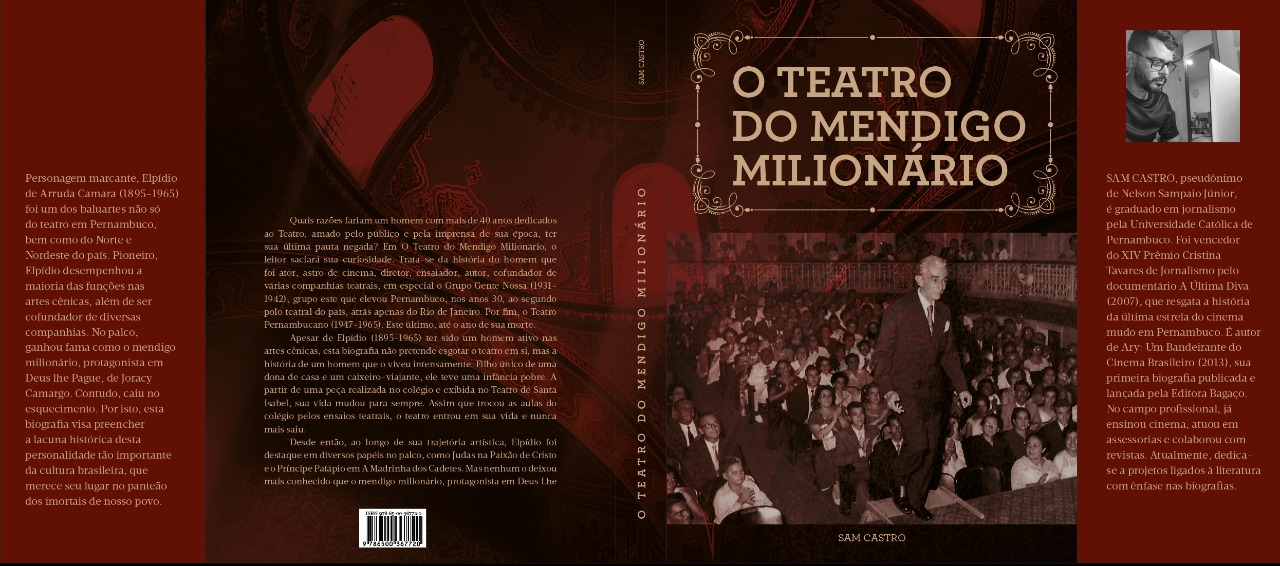 Personagem marcante, Elpídio
de Arruda Camara (1895-1965)
foi um dos baluartes não só
do teatro em Pernambuco,
bem como do Norte e
Nordeste do país. Pioneiro,
Elpídio desempenhou a
maioria das funções nas
artes cênicas, além de ser
cofundador de diversas
companhias. No palco,
ganhou fama como o mendigo
milionário, protagonista em
Deus lhe Pague, de Joracy
Camargo. Contudo, caiu no
esquecimento. Por isto, esta
biografia visa preencher
a lacuna histórica desta
personalidade tão importante
da cultura brasileira, que
merece seu lugar no panteão
dos imortais de nosso povo.
Quais razões fariam um homem com mais de 40 anos dedicados
ao Teatro, amado pelo público e pela imprensa de sua época, ter
sua última pauta negada? Em O Teatro do Mendigo Milionário, o
leitor saciará sua curiosidade. Trata-se da história do homem que
foi ator, astro de cinema, diretor, ensaiador, autor, cofundador de
várias companhias teatrais, em especial o Grupo Gente Nossa (1931-
1942), grupo este que elevou Pernambuco, nos anos 30, ao segundo
polo teatral do país, atrás apenas do Rio de Janeiro. Por fim, o Teatro
Pernambucano (1947-1965). Este último, até o ano de sua morte.
Apesar de Elpídio (1895-1965) ter sido um homem ativo nas
artes cênicas, esta biografia não pretende esgotar o teatro em si, mas a
história de um homem que o viveu intensamente. Filho único de uma
dona de casa e um caixeiro-viajante, ele teve uma infância pobre. A
partir de uma peça realizada no colégio e exibida no Teatro de Santa
Isabel, sua vida mudou para sempre. Assim que trocou as aulas do
colégio pelos ensaios teatrais, o teatro entrou em sua vida e nunca
mais saiu.
Desde então, ao longo de sua trajetória artística, Elpídio foi
destaque em diversos papéis no palco, como Judas na Paixão de Cristo
e o Príncipe Patápio em A Madrinha dos Cadetes. Mas nenhum o deixou
mais conhecido que o mendigo milionário, protagonista em Deus Lhe
ISBN 978-65-00-36772-0
9 786500 367720
SAM CASTRO
O TEATRO DO MENDIGO MILIONÁRIO
O TEATRO
DO MENDIGO
MILIONÁRIO
SAM CASTRO
SAM CASTRO, pseudônimo
de Nelson Sampaio Júnior,
é graduado em jornalismo
pela Universidade Católica de
Pernambuco. Foi vencedor
do XIV Prêmio Cristina
Tavares de Jornalismo pelo
documentário A Última Diva
(2007), que resgata a história
da última estrela do cinema
mudo em Pernambuco. É autor
de Ary: Um Bandeirante do
Cinema Brasileiro (2013), sua
primeira biografia publicada e
lançada pela Editora Bagaço.
No campo profissional, já
ensinou cinema, atuou em
assessorias e colaborou com
revistas. Atualmente, dedica-
se a projetos ligados à literatura
com ênfase nas biografias.